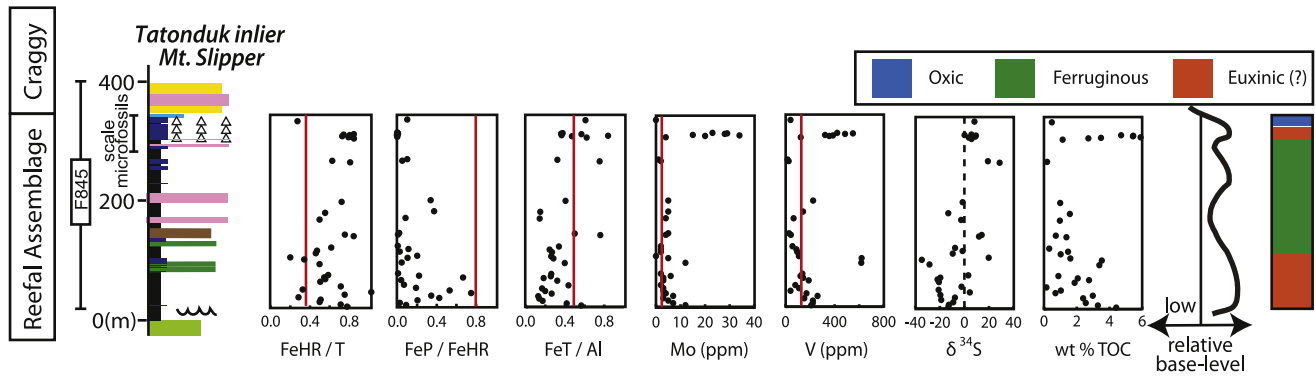 Craggy
Reefal Assemblage
F845
Tatonduk inlier
Mt. Slipper
400
200
0(m)
scale
microfossils
0.0 0.4 0.8
FeHR / T
0.0 0.4 0.8
FeP / FeHR
0.0 0.4 0.8
FeT / Al
0 10 20 30 40
Mo (ppm)
0 400 800
V (ppm)
-40 -20 0 20 40
δ 34S
0 2 4 6
wt % TOC
Oxic
Ferruginous
Euxinic (?)
low
relative
base-level